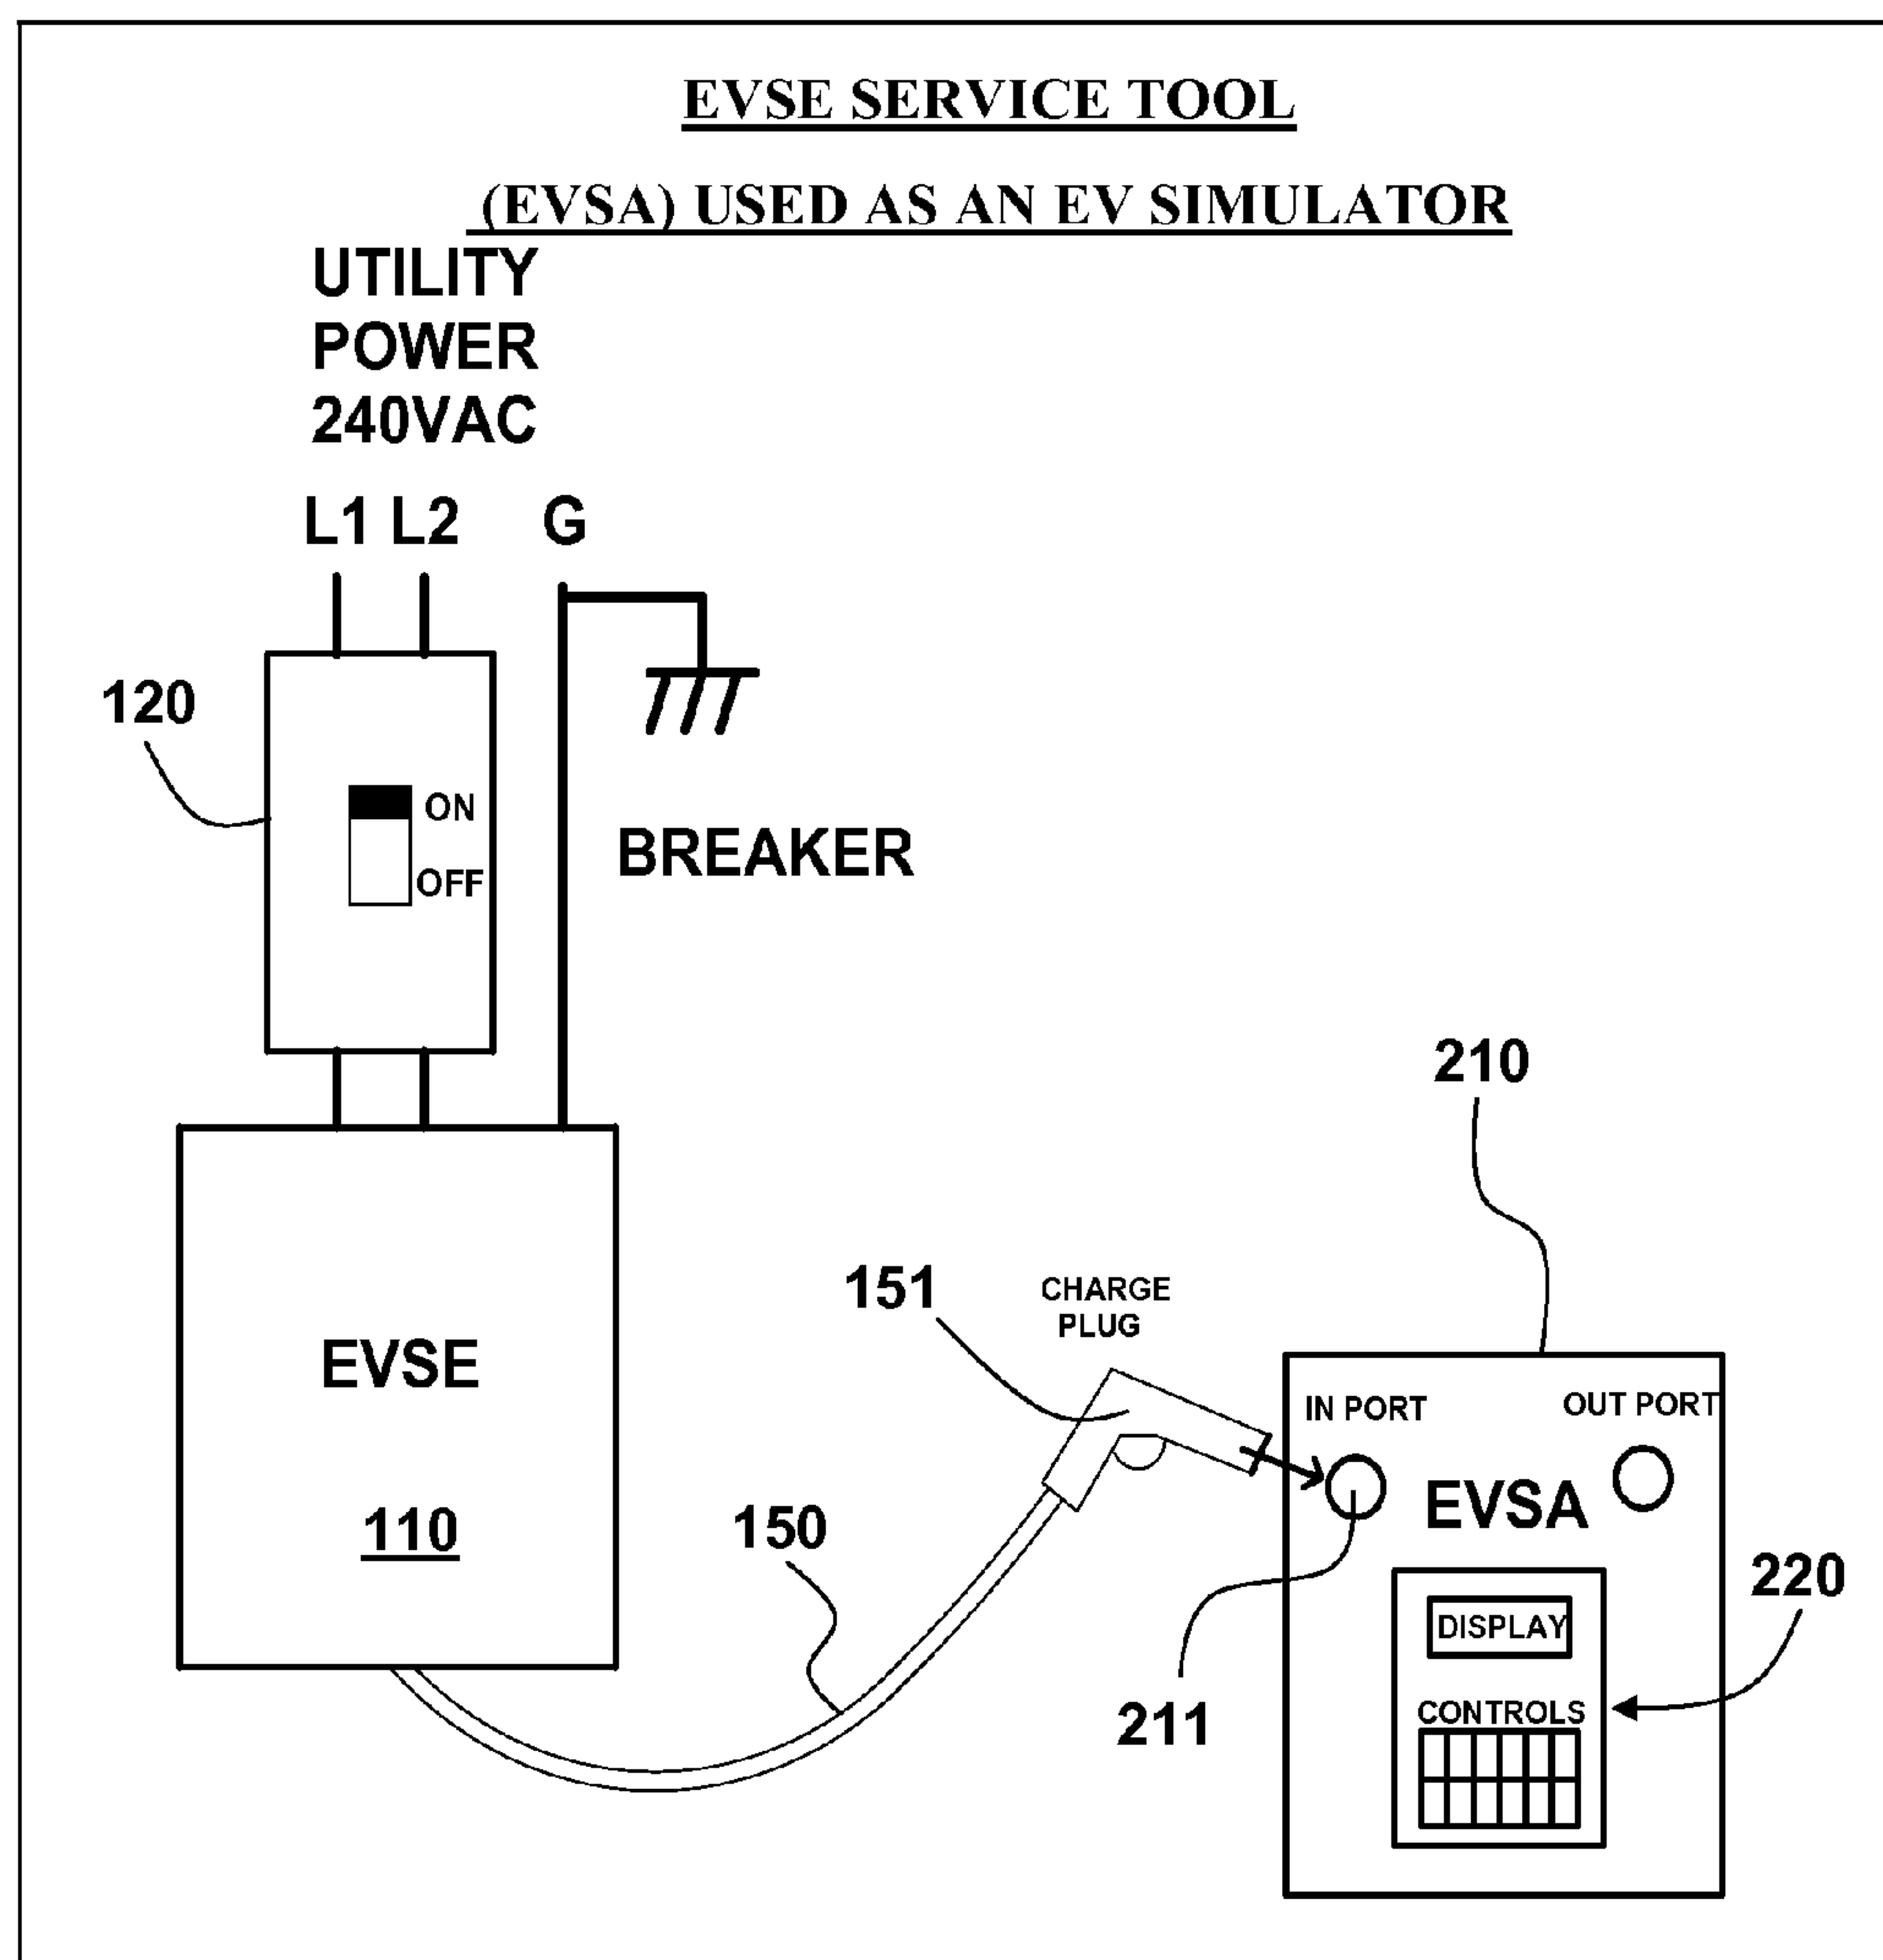 EVSE SERVICE TOOL
(EVSA) USED AS AN EV SIMULATOR
UTILITY
POWER
240VAC
L1 L2 G
120
ON
OFF
BREAKER
210
EVSE
110
151
CHARGE
PLUG
150
IN PORT
OUT PORT
EVSA
220
DISPLAY
CONTROLS
211